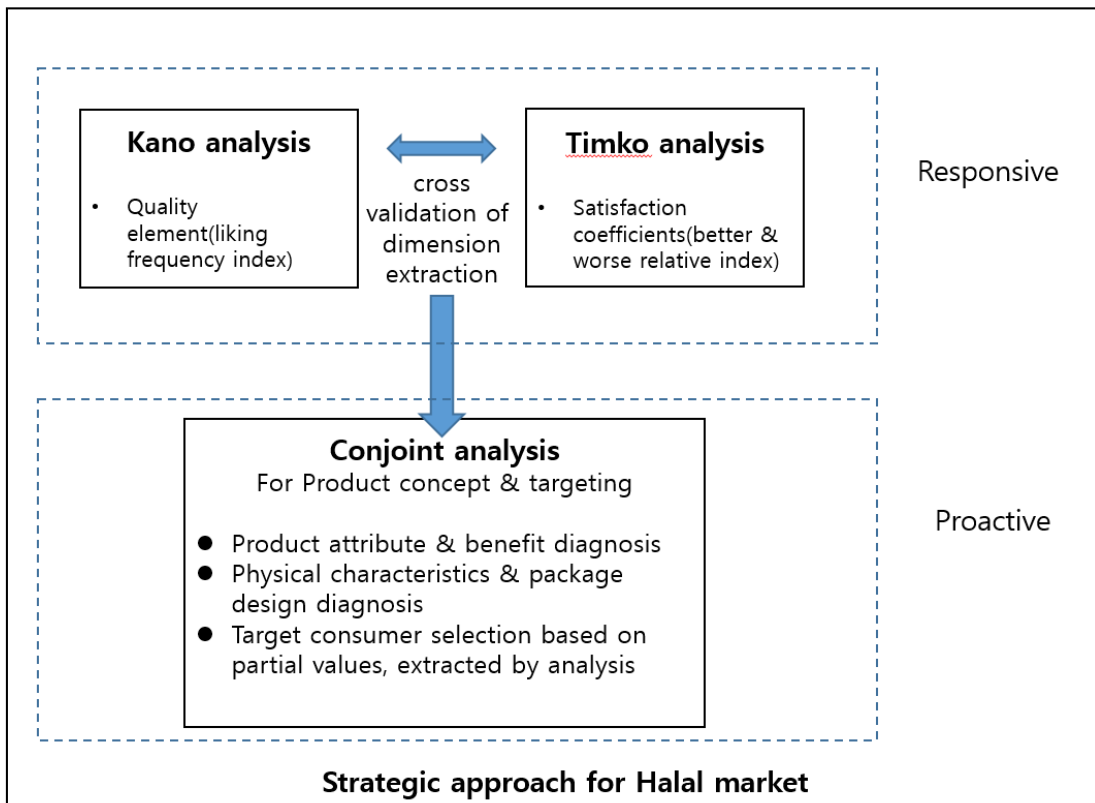 Kano analysis
• Quality
element(liking
frequency index)
cross
validation of
dimension
extraction
Timko analysis
• Satisfaction
coefficients(better &
worse relative index)
Responsive
Conjoint analysis
For Product concept & targeting
● Product attribute & benefit diagnosis
● Physical characteristics & package
design diagnosis
● Target consumer selection based on
partial values, extracted by analysis
Proactive
Strategic approach for Halal market